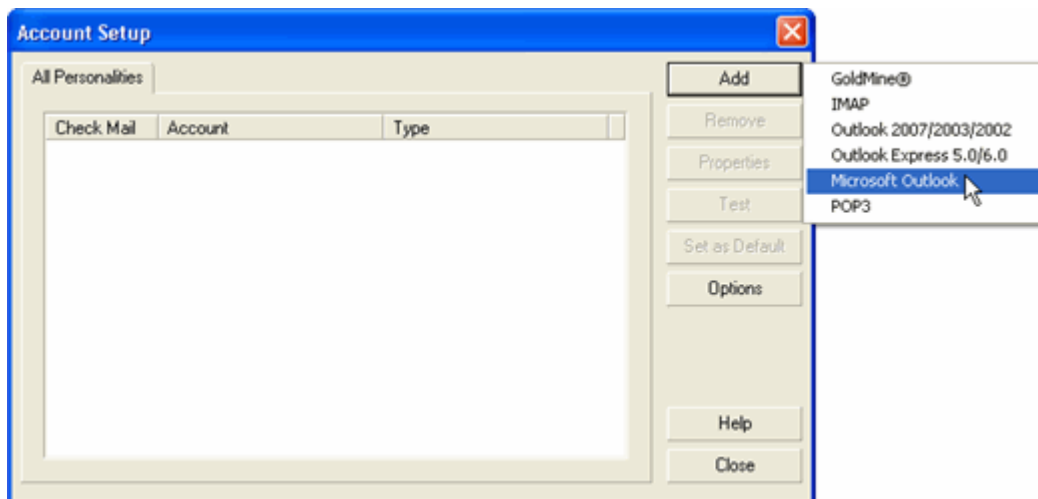 Account Setup
All Personalities
Check Mail Account Type
Add
Remove
Properties
Test
Set as Default
Options
Help
Close
GoldMine®
IMAP
Outlook 2007/2003/2002
Outlook Express 5.0/6.0
Microsoft Outlook
POP3